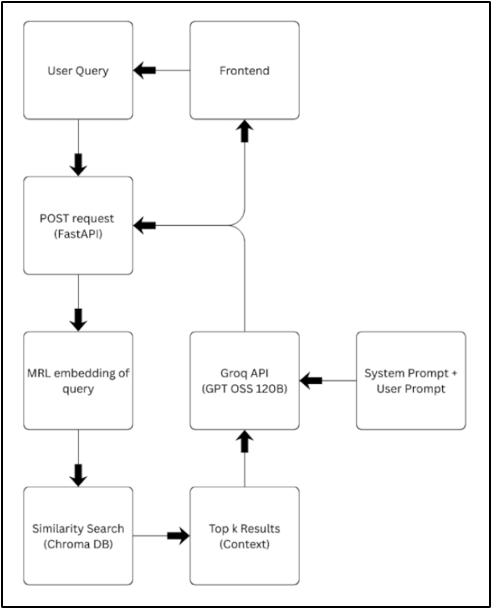 User Query
Frontend
POST request
(FastAPI)
MRL embedding of
query
Groq API
(GPT OSS 120B)
System Prompt +
User Prompt
Similarity Search
(Chroma DB)
Top k Results
(Context)